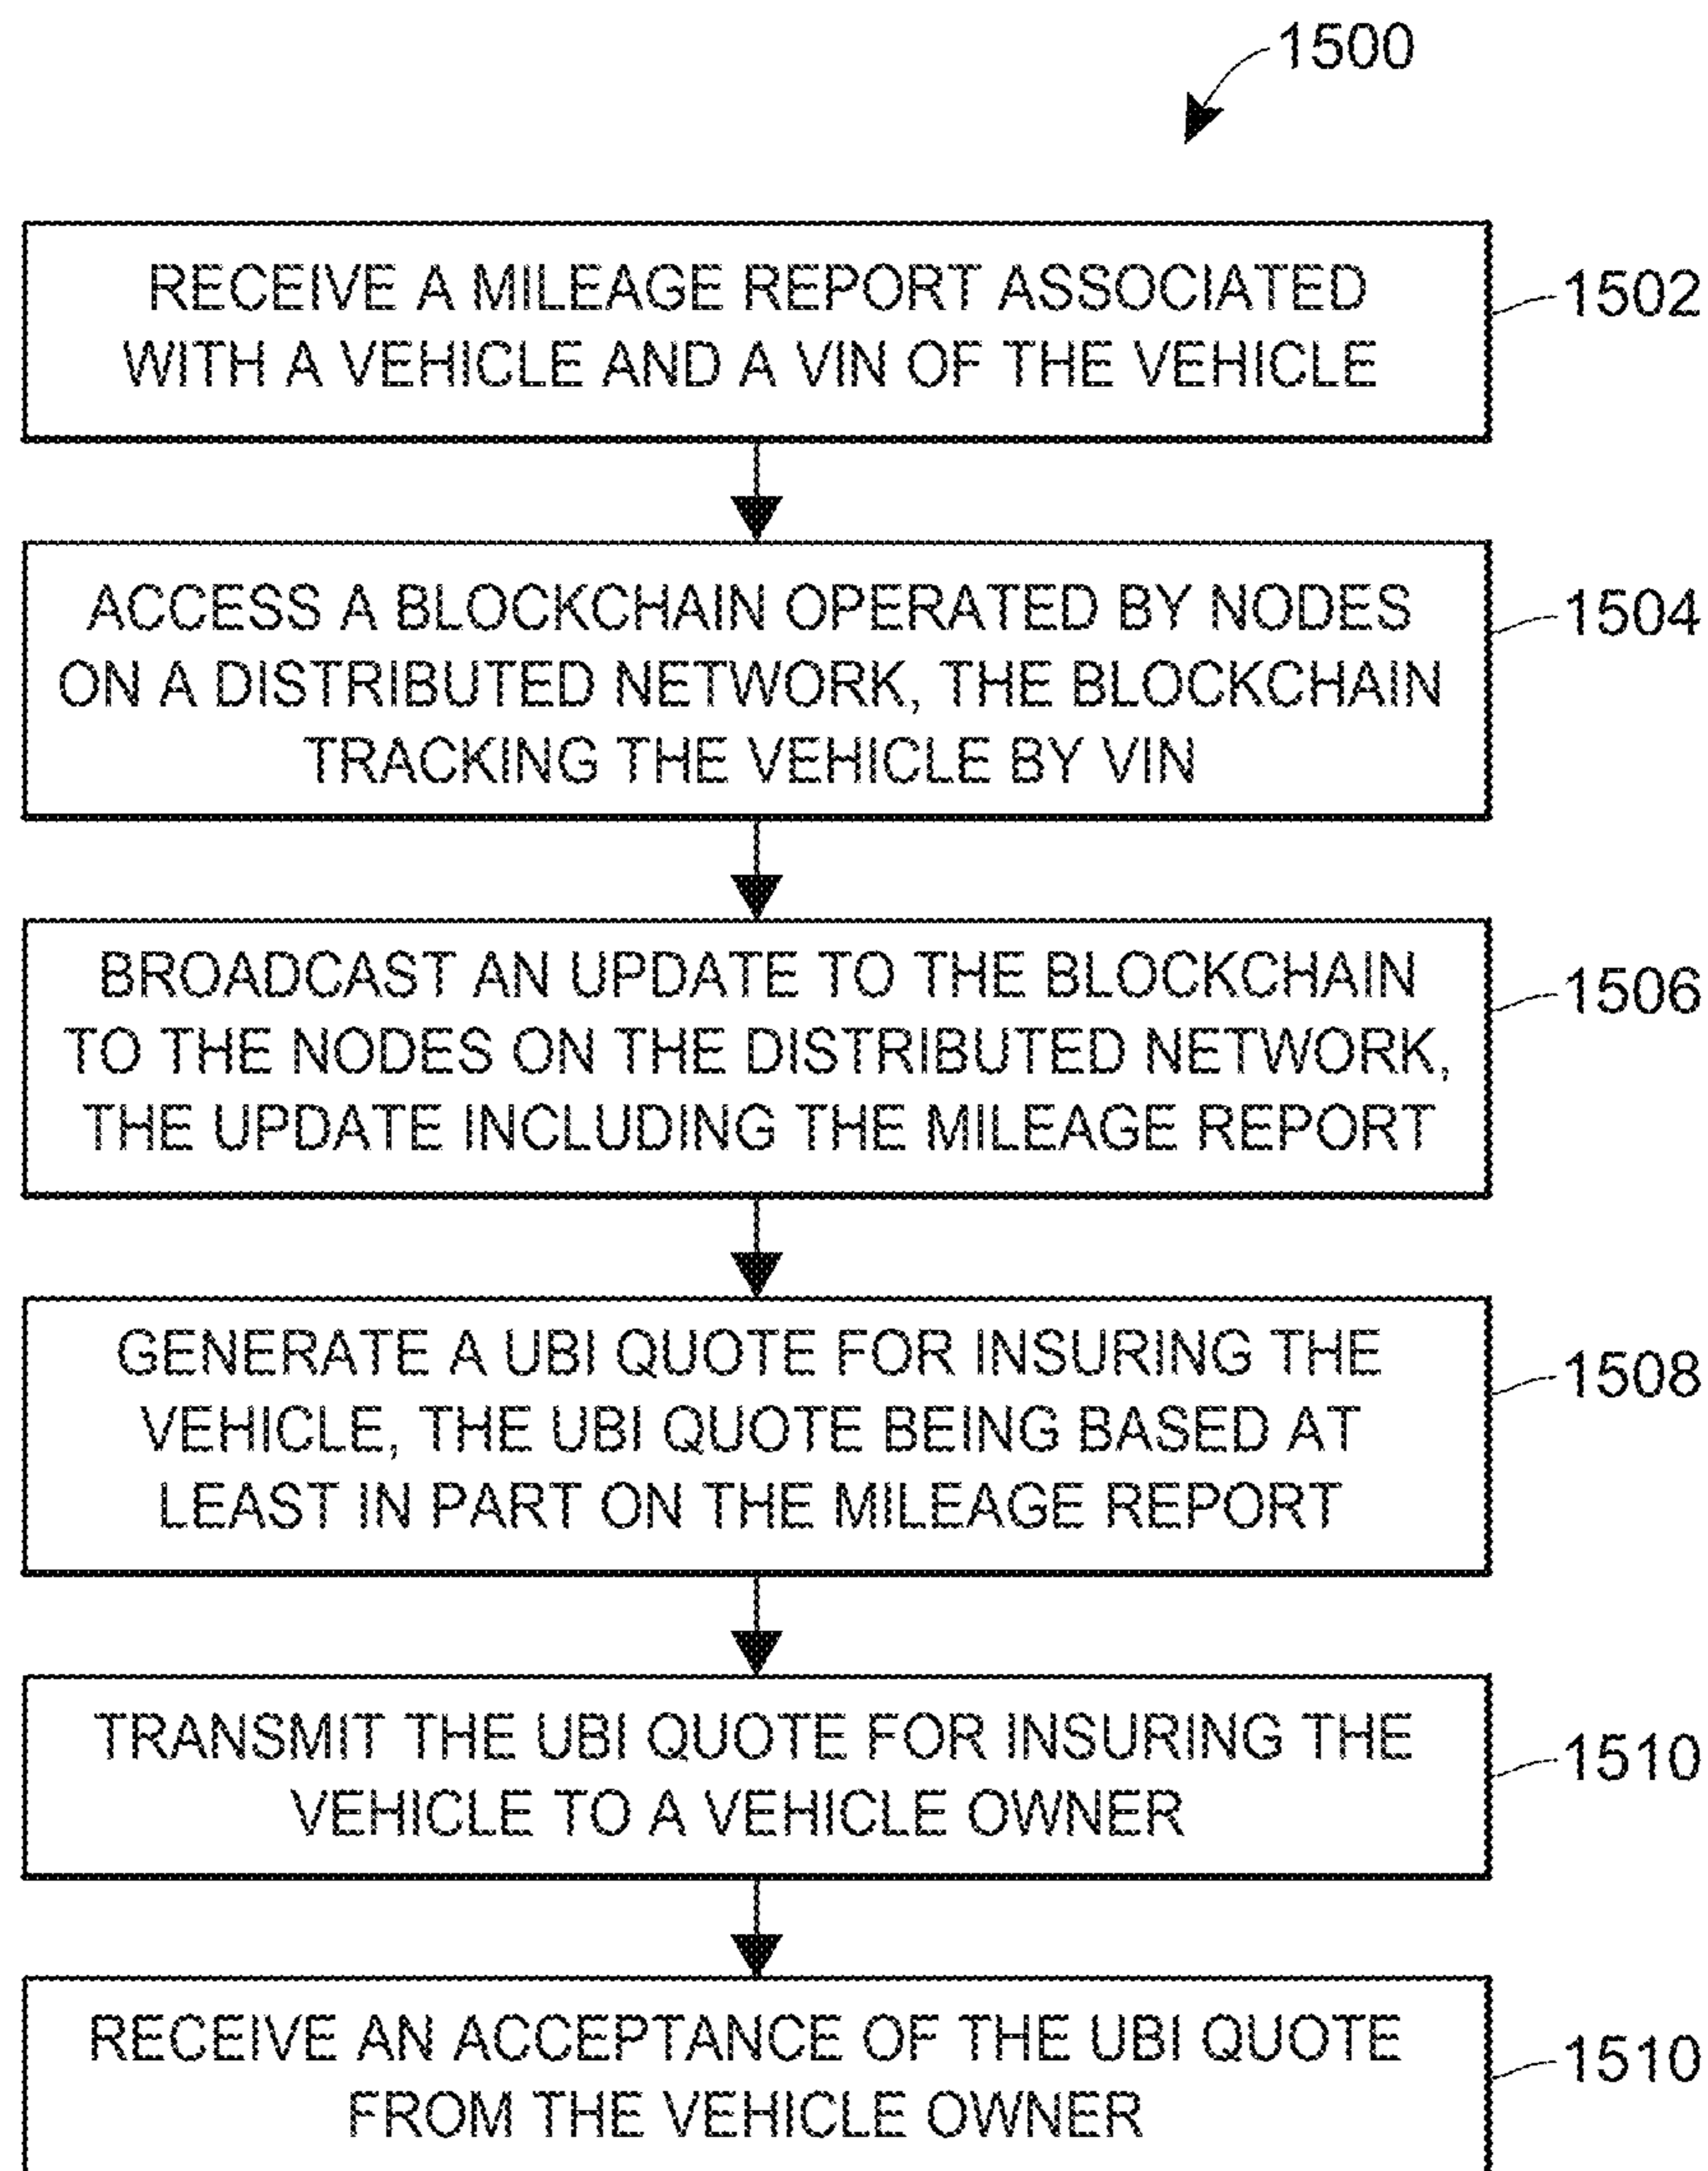 1500
RECEIVE A MILEAGE REPORT ASSOCIATED
WITH A VEHICLE AND A VIN OF THE VEHICLE
1502
ACCESS A BLOCKCHAIN OPERATED BY NODES
ON A DISTRIBUTED NETWORK, THE BLOCKCHAIN
TRACKING THE VEHICLE BY VIN
1504
BROADCAST AN UPDATE TO THE BLOCKCHAIN
TO THE NODES ON THE DISTRIBUTED NETWORK,
THE UPDATE INCLUDING THE MILEAGE REPORT
1506
GENERATE A UBI QUOTE FOR INSURING THE
VEHICLE, THE UBI QUOTE BEING BASED AT
LEAST IN PART ON THE MILEAGE REPORT
1508
TRANSMIT THE UBI QUOTE FOR INSURING THE
VEHICLE TO A VEHICLE OWNER
1510
RECEIVE AN ACCEPTANCE OF THE UBI QUOTE
FROM THE VEHICLE OWNER
1510